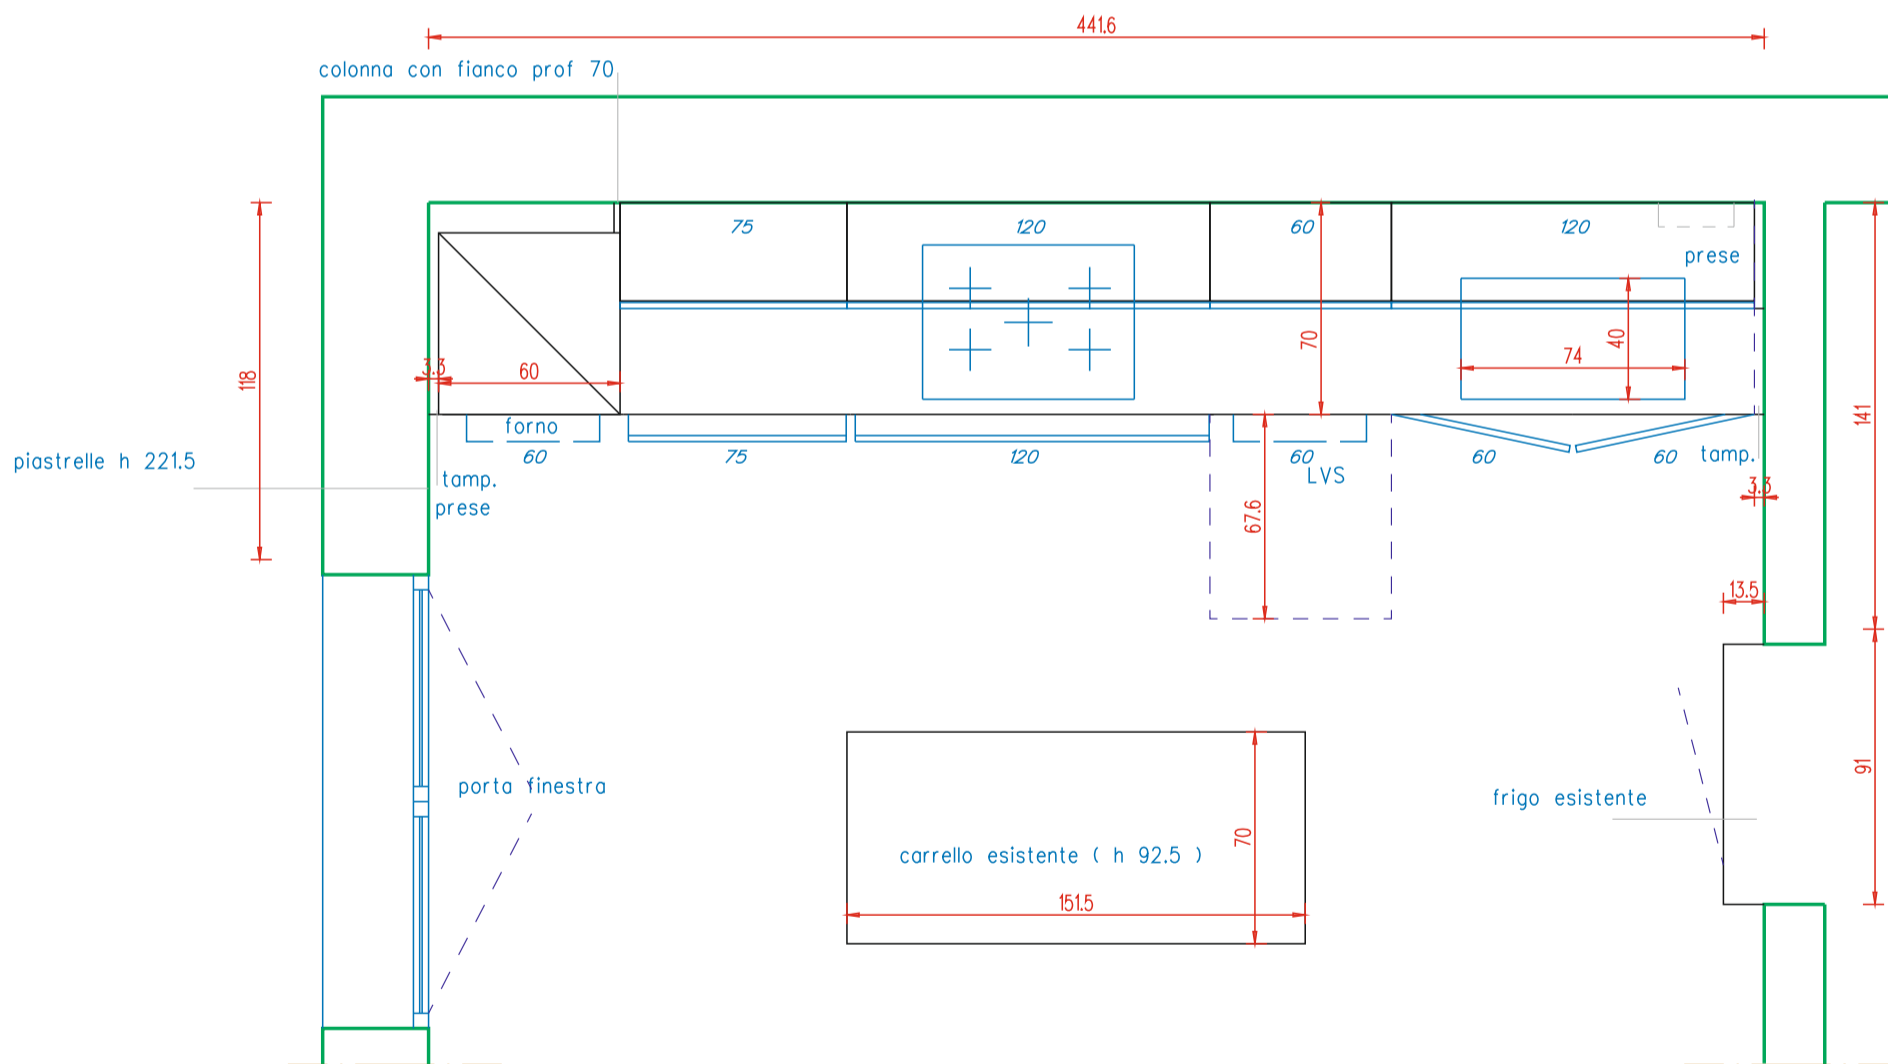 441.6
colonna con fianco prof 70
75
120
60
120
prese
118
3.3
60
70
74
40
141
forno
60
75
120
60
LVS
60
60
tamp.
3.3
piastrelle h 221.5
tamp.
prese
67.6
13.5
porta finestra
carrello esistente ( h 92.5 )
70
151.5
frigo esistente
91